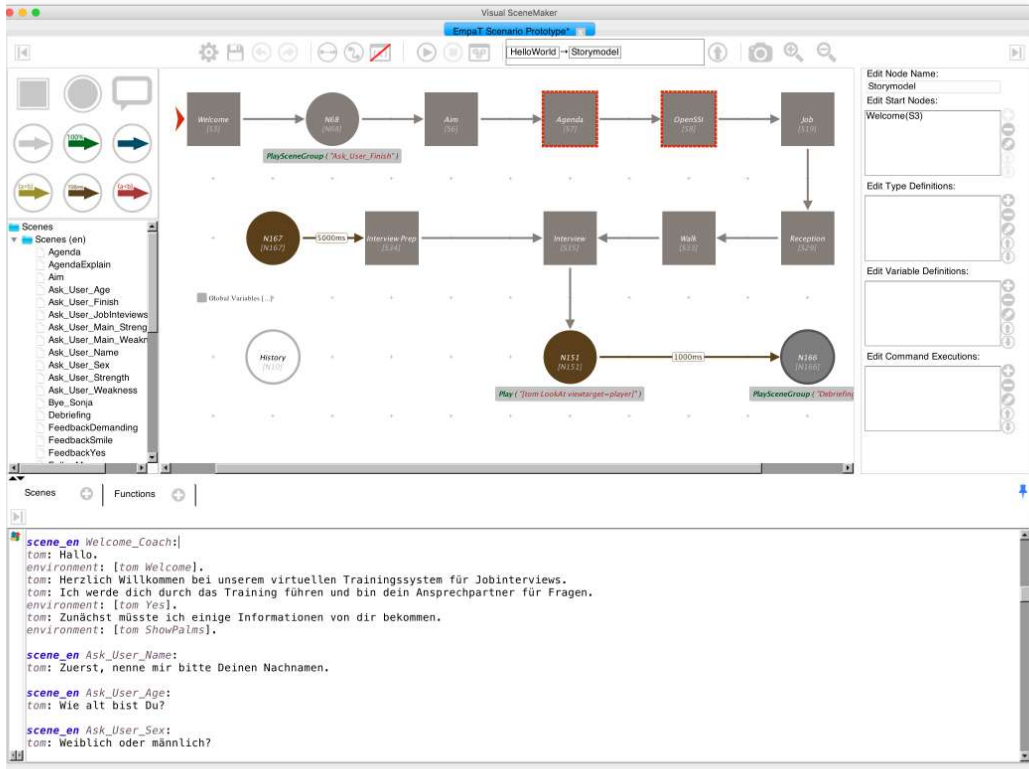 Visual SceneMaker
EmpaT Scenario Prototype*
HelloWorld → Storymodel
100%
(a<b)
700ms
(a<b)
Scenes
Scenes (en)
Agenda
AgendaExplain
Aim
Ask_User_Age
Ask_User_Finish
Ask_User_JobInteviews
Ask_User_Main_Streng
Ask_User_Main_Weakn
Ask_User_Name
Ask_User_Sex
Ask_User_Strength
Ask_User_Weakness
Bye_Sonja
Debriefing
FeedbackDemanding
FeedbackSmile
FeedbackYes
Welcome
[S3]
N68
[N68]
Aim
[S6]
Agenda
[S7]
OpenSSI
[S8]
Job
[S19]
PlaySceneGroup ( "Ask_User_Finish" )
N167
[N167]
5000ms
Interview Prep
[S34]
Interview
[S35]
Walk
[S33]
Reception
[S29]
Global Variables [...]
History
[N10]
N151
[N151]
1000ms
N166
[N166]
Play ( "[tom LookAt viewtarget=player]" )
PlaySceneGroup ( "Debriefing
Edit Node Name:
Storymodel
Edit Start Nodes:
Welcome(S3)
Edit Type Definitions:
Edit Variable Definitions:
Edit Command Executions:
Scenes
Functions
scene_en Welcome_Coach:
tom: Hallo.
environment: [tom Welcome].
tom: Herzlich Willkommen bei unserem virtuellen Trainingssystem für Jobinterviews.
tom: Ich werde dich durch das Training führen und bin dein Ansprechpartner für Fragen.
environment: [tom Yes].
tom: Zunächst müsste ich einige Informationen von dir bekommen.
environment: [tom ShowPalms].
scene_en Ask_User_Name:
tom: Zuerst, nenne mir bitte Deinen Nachnamen.
scene_en Ask_User_Age:
tom: Wie alt bist Du?
scene_en Ask_User_Sex:
tom: Weiblich oder männlich?